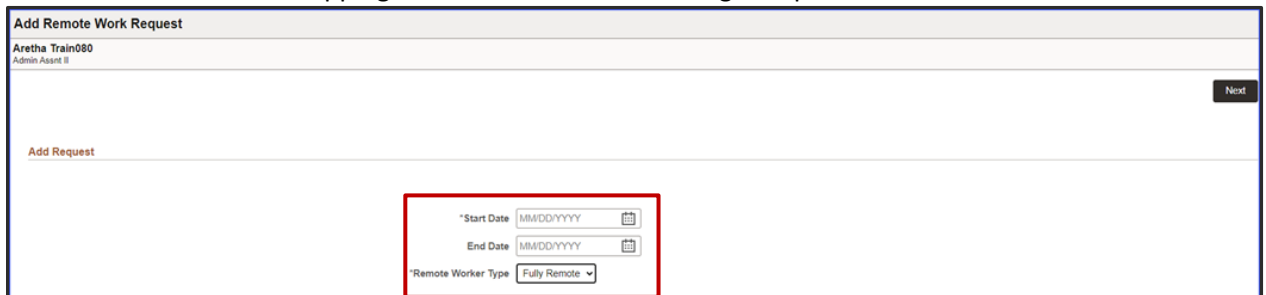 Add Remote Work Request
Aretha Train080
Admin Assnt II
Next
Add Request
*Start Date MM/DD/YYYY
End Date MM/DD/YYYY
*Remote Worker Type Fully Remote